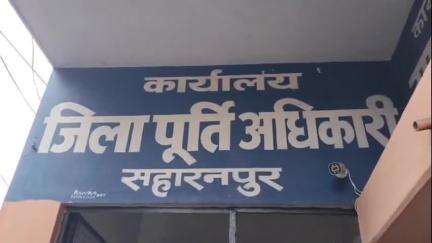 कार्यालय
जिला पूर्ति अधिकारी
सहारनपुर